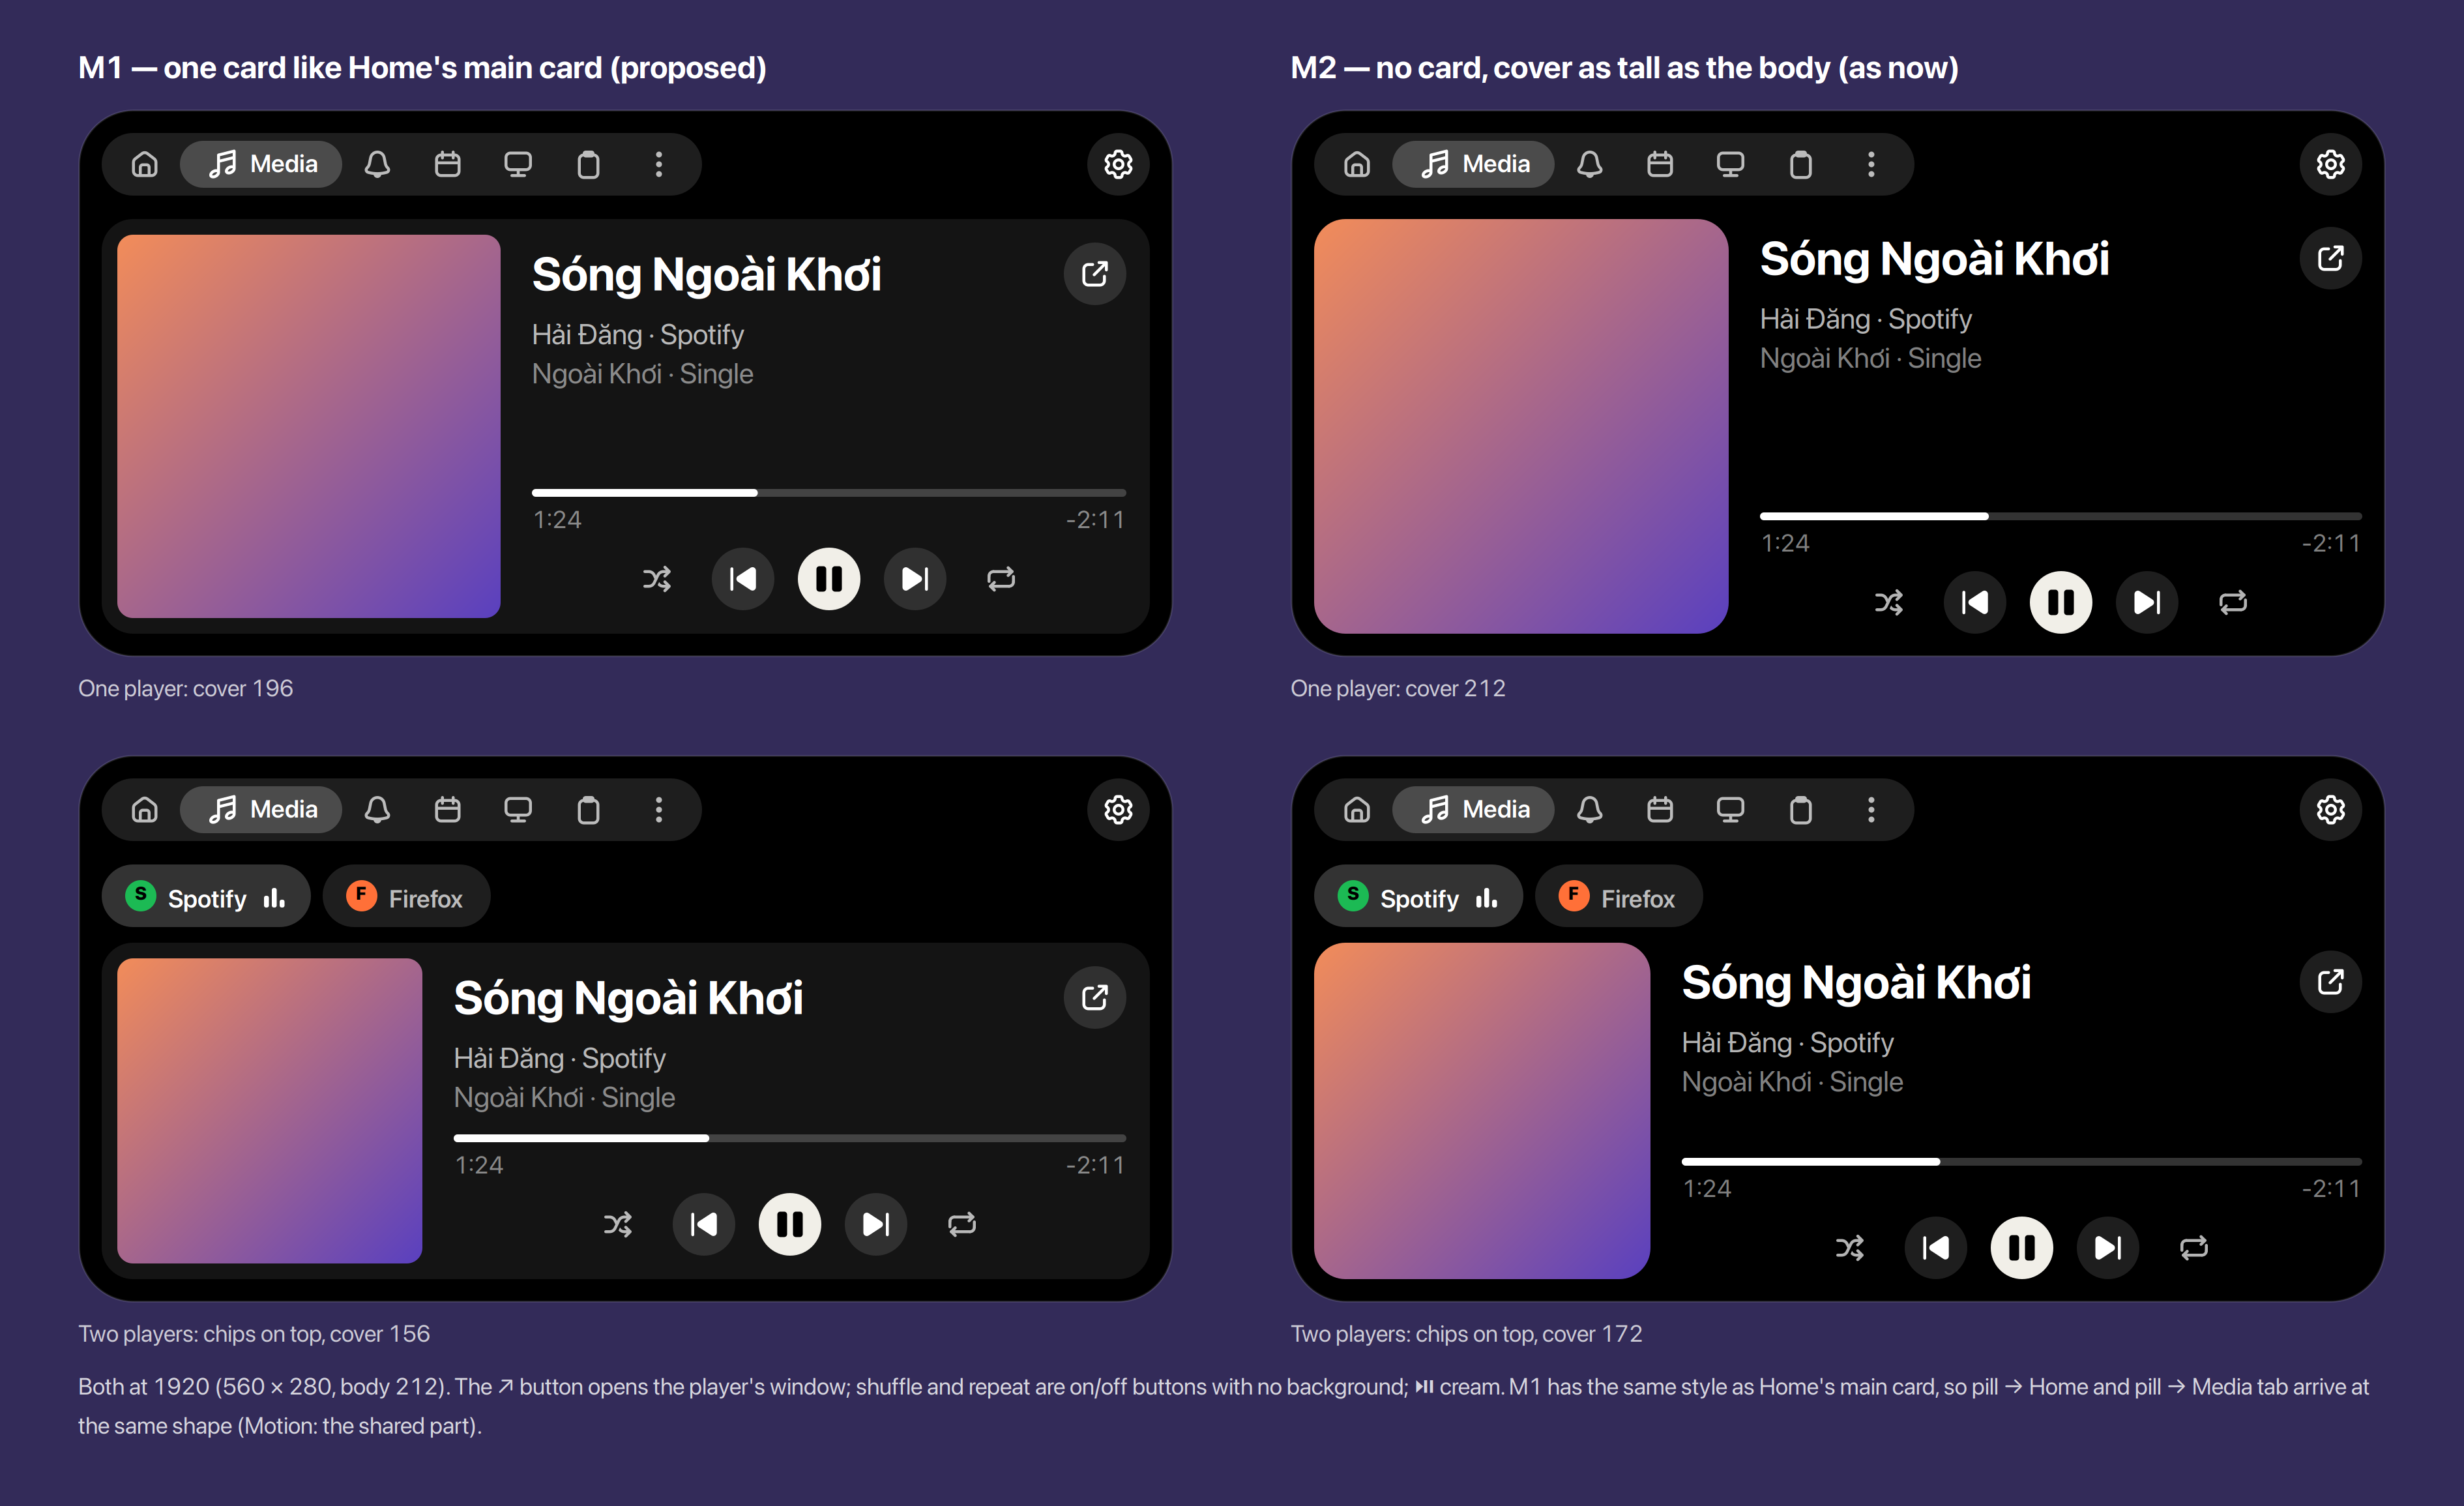 M1 — one card like Home's main card (proposed)
Media
Sóng Ngoài Khơi
Hải Đăng · Spotify
Ngoài Khơi · Single
1:24
-2:11
One player: cover 196
M2 — no card, cover as tall as the body (as now)
Media
Sóng Ngoài Khơi
Hải Đăng · Spotify
Ngoài Khơi · Single
1:24
-2:11
One player: cover 212
Media
S Spotify
F Firefox
Sóng Ngoài Khơi
Hải Đăng · Spotify
Ngoài Khơi · Single
1:24
-2:11
Two players: chips on top, cover 156
Media
S Spotify
F Firefox
Sóng Ngoài Khơi
Hải Đăng · Spotify
Ngoài Khơi · Single
1:24
-2:11
Two players: chips on top, cover 172
Both at 1920 (560 × 280, body 212). The ↗ button opens the player's window; shuffle and repeat are on/off buttons with no background; ⏯ cream. M1 has the same style as Home's main card, so pill → Home and pill → Media tab arrive at
the same shape (Motion: the shared part).